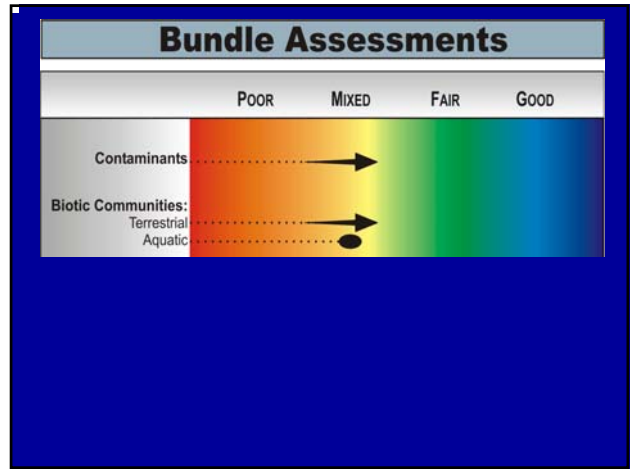 Bundle Assessments
POOR MIXED FAIR GOOD
Contaminants
Biotic Communities:
Terrestrial
Aquatic